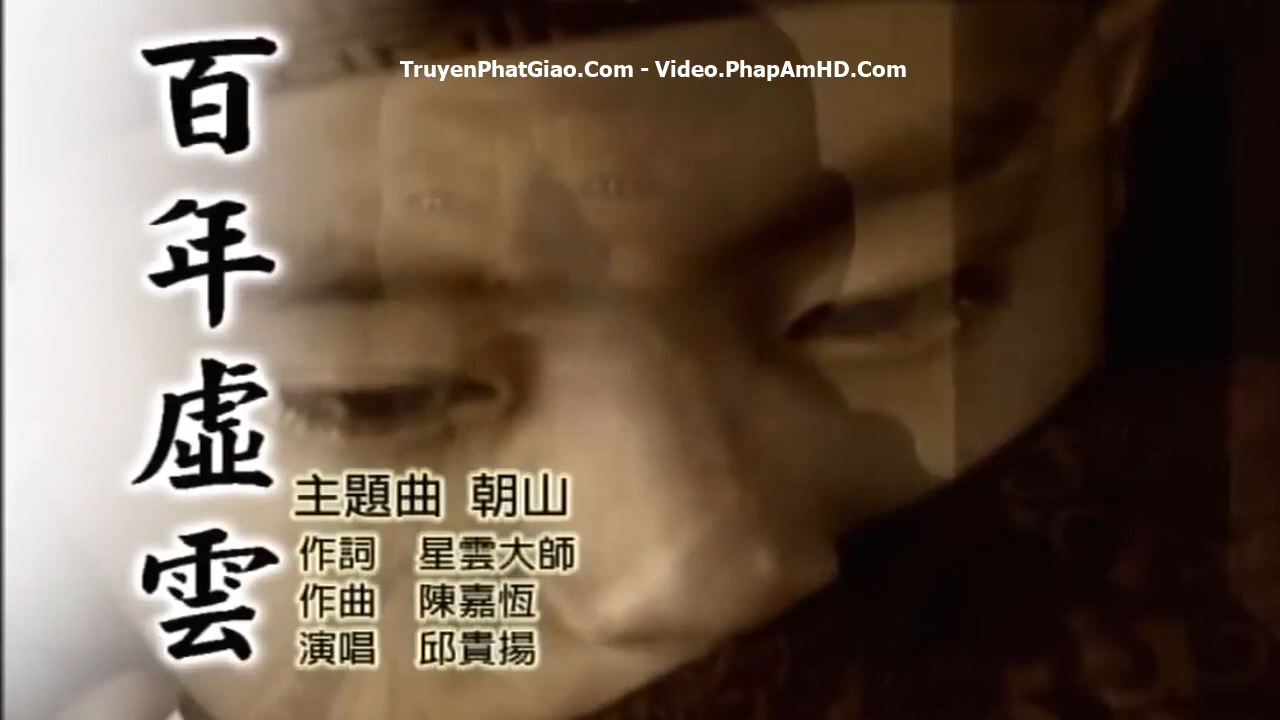 TruyenPhatGiao.Com - Video.PhapAmHD.Com
百年虛雲
主題曲 朝山
作詞 星雲大師
作曲 陳嘉恆
演唱 邱貴揚